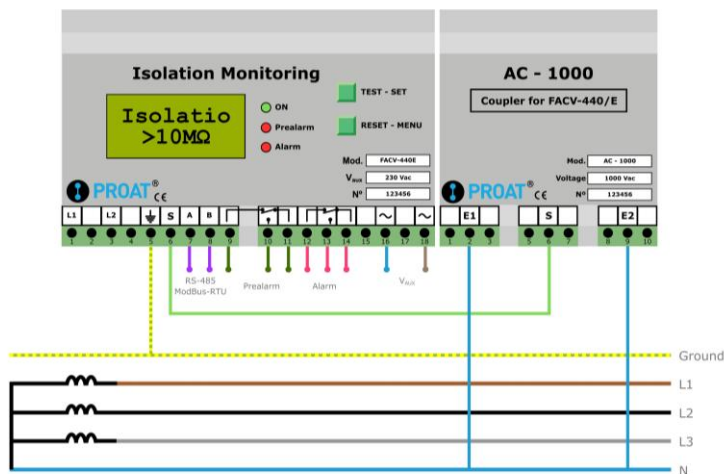 Isolation Monitoring
Isolatio
>10MΩ
ON
Prealarm
Alarm
TEST - SET
RESET - MENU
Mod. FACV-440E
Vaux 230 Vac
Nº 123456
PROAT® CE
L1 L2 S A B ~ ~
1 2 3 4 5 6 7 8 9 10 11 12 13 14 15 16 17 18
RS-485
ModBus-RTU
Prealarm
Alarm
VAUX
AC - 1000
Coupler for FACV-440/E
Mod. AC - 1000
Voltage 1000 Vac
Nº 123456
PROAT® CE
E1 S E2
1 2 3 5 6 7 8 9 10
Ground
L1
L2
L3
N